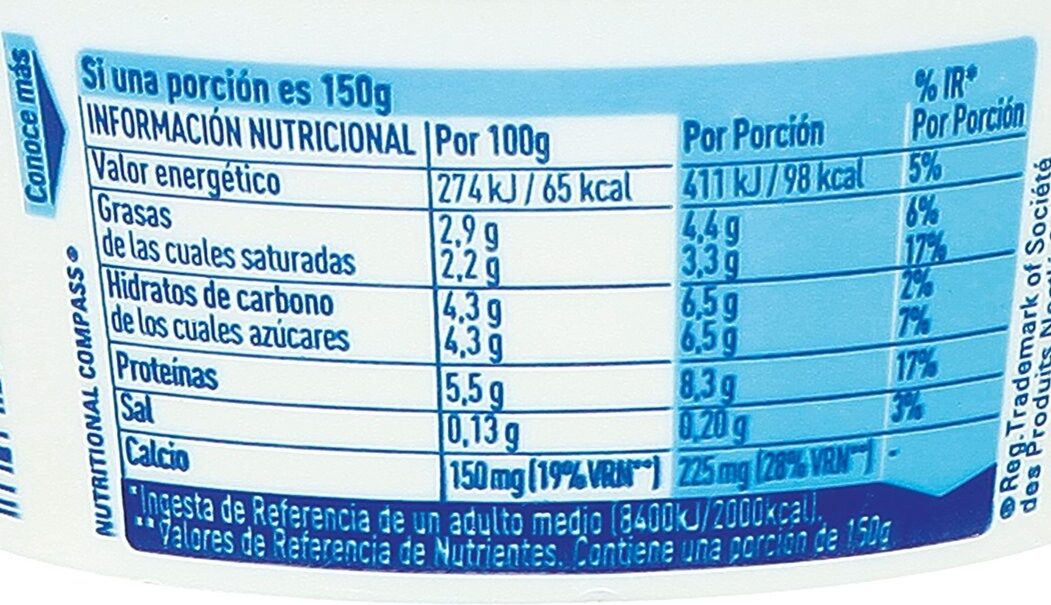 Conoce más
Si una porción es 150g
% IR*
INFORMACIÓN NUTRICIONAL Por 100g Por Porción Por Porción
Valor energético 274 kJ / 65 kcal 411 kJ / 98 kcal 5%
Grasas 2,9 g 4,4 g 6%
de las cuales saturadas 2,2 g 3,3 g 17%
Hidratos de carbono 4,3 g 6,5 g 2%
de los cuales azúcares 4,3 g 6,5 g 7%
Proteínas 5,5 g 8,3 g 17%
Sal 0,13 g 0,20 g 3%
Calcio 150 mg (19% VRN**) 225 mg (28% VRN**) -
*Ingesta de Referencia de un adulto medio (8400kJ/2000kcal).
**Valores de Referencia de Nutrientes. Contiene una porción de 150g
NUTRITIONAL COMPASS®
® Reg. Trademark of Société
des Produits